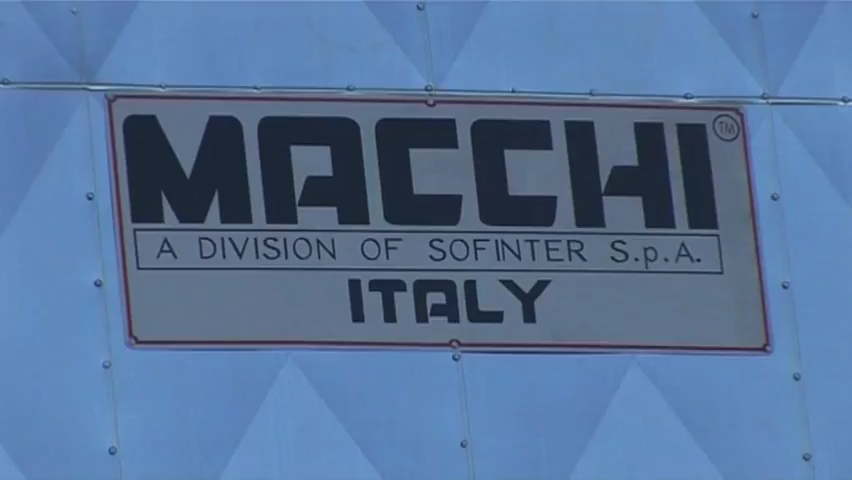 MACCHI TM
A DIVISION OF SOFINTER S.p.A.
ITALY